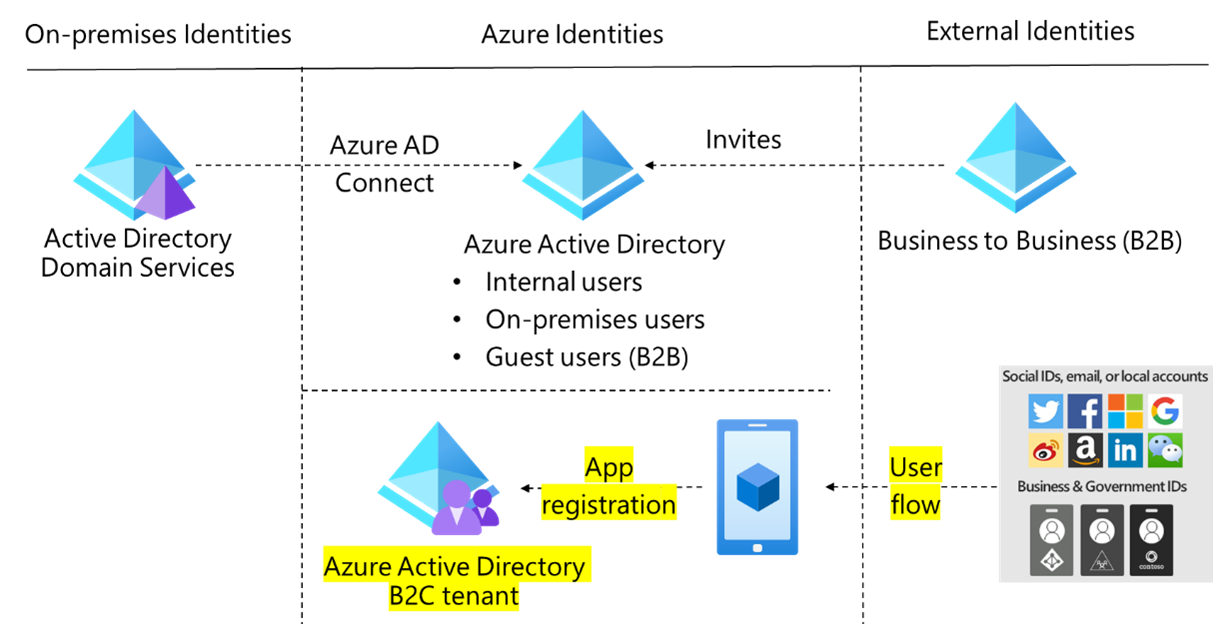 On-premises Identities
Azure Identities
External Identities
Azure AD
Connect
Invites
Active Directory
Domain Services
Azure Active Directory
• Internal users
• On-premises users
• Guest users (B2B)
Business to Business (B2B)
Social IDs, email, or local accounts
G
a
in
Business & Government IDs
contoso
User
flow
App
registration
Azure Active Directory
B2C tenant